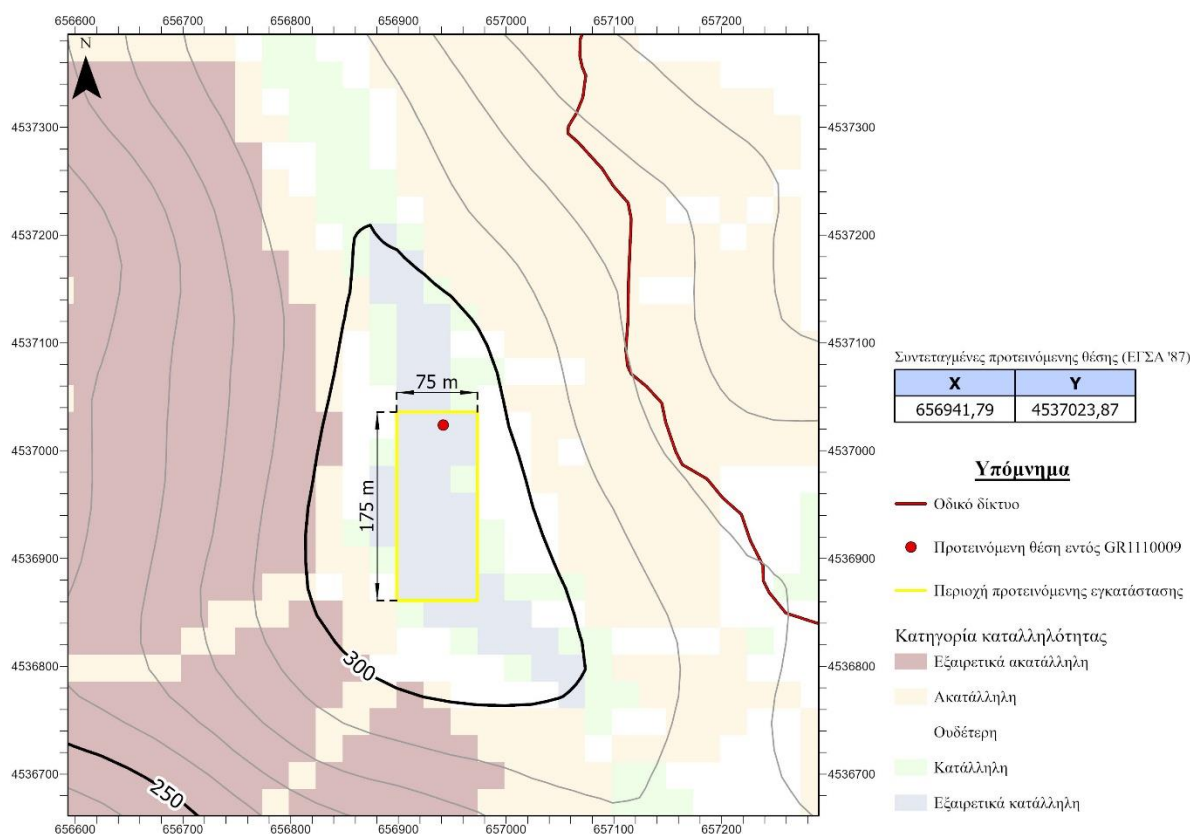 656600 656700 656800 656900 657000 657100 657200
N
4537300 4537300
4537200 4537200
4537100 4537100
4537000 4537000
4536900 4536900
4536800 4536800
4536700 4536700
75 m
175 m
300
250
656600 656700 656800 656900 657000 657100 657200
Συντεταγμένες προτεινόμενης θέσης (ΕΓΣΑ '87)
X Y
656941,79 4537023,87
Υπόμνημα
Οδικό δίκτυο
Προτεινόμενη θέση εντός GR1110009
Περιοχή προτεινόμενης εγκατάστασης
Κατηγορία καταλληλότητας
Εξαιρετικά ακατάλληλη
Ακατάλληλη
Ουδέτερη
Κατάλληλη
Εξαιρετικά κατάλληλη